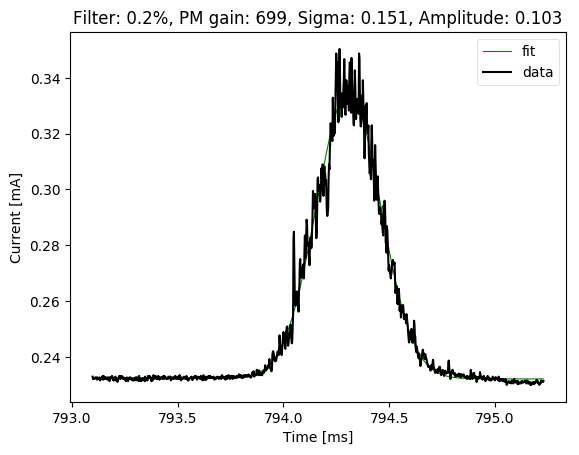 Filter: 0.2%, PM gain: 699, Sigma: 0.151, Amplitude: 0.103
fit
data
0.34
0.32
0.30
0.28
0.26
0.24
Current [mA]
793.0 793.5 794.0 794.5 795.0
Time [ms]